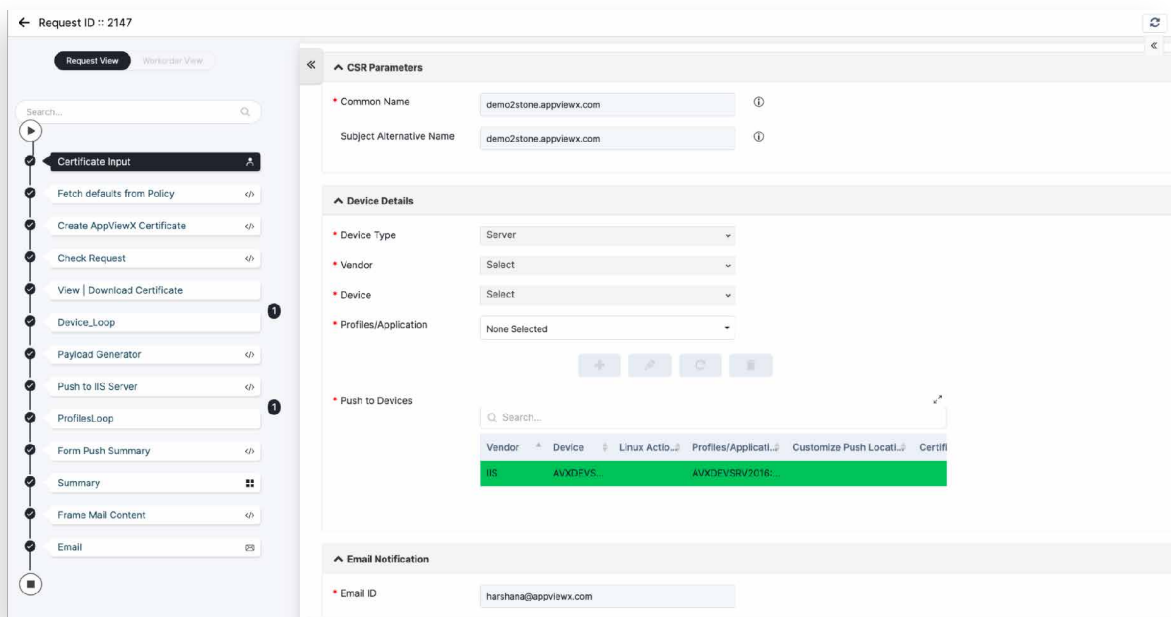 Request ID :: 2147
Request View
Workorder View
Search...
Certificate Input
Fetch defaults from Policy
Create AppViewX Certificate
Check Request
View | Download Certificate
Device_Loop
1
Payload Generator
Push to IIS Server
ProfilesLoop
1
Form Push Summary
Summary
Frame Mail Content
Email
CSR Parameters
* Common Name
demo2stone.appviewx.com
Subject Alternative Name
demo2stone.appviewx.com
Device Details
* Device Type
Server
* Vendor
Select
* Device
Select
* Profiles/Application
None Selected
* Push to Devices
Search...
Vendor Device Linux Actio... Profiles/Applicati... Customize Push Locati... Certifi
IIS AVXDEVS... AVXDEVSRV2016:...
Email Notification
* Email ID
harshana@appviewx.com